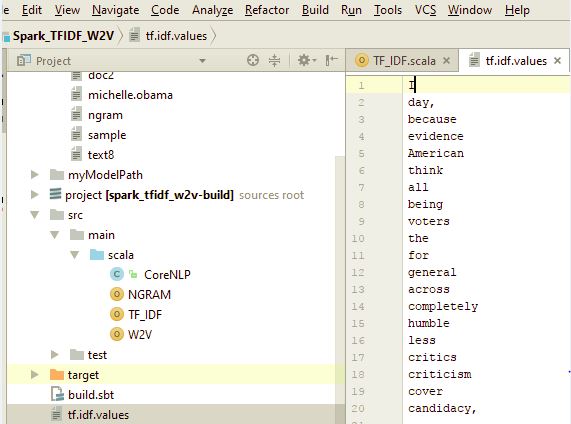 File Edit View Navigate Code Analyze Refactor Build Run Tools VCS Window Help
Spark_TFIDF_W2V tf.idf.values
Project
TF_IDF.scala tf.idf.values
doc2
michelle.obama
ngram
sample
text8
myModelPath
project [spark_tfidf_w2v-build] sources root
src
main
scala
CoreNLP
NGRAM
TF_IDF
W2V
test
target
build.sbt
tf.idf.values
1 I
2 day,
3 because
4 evidence
5 American
6 think
7 all
8 being
9 voters
10 the
11 for
12 general
13 across
14 completely
15 humble
16 less
17 critics
18 criticism
19 cover
20 candidacy,